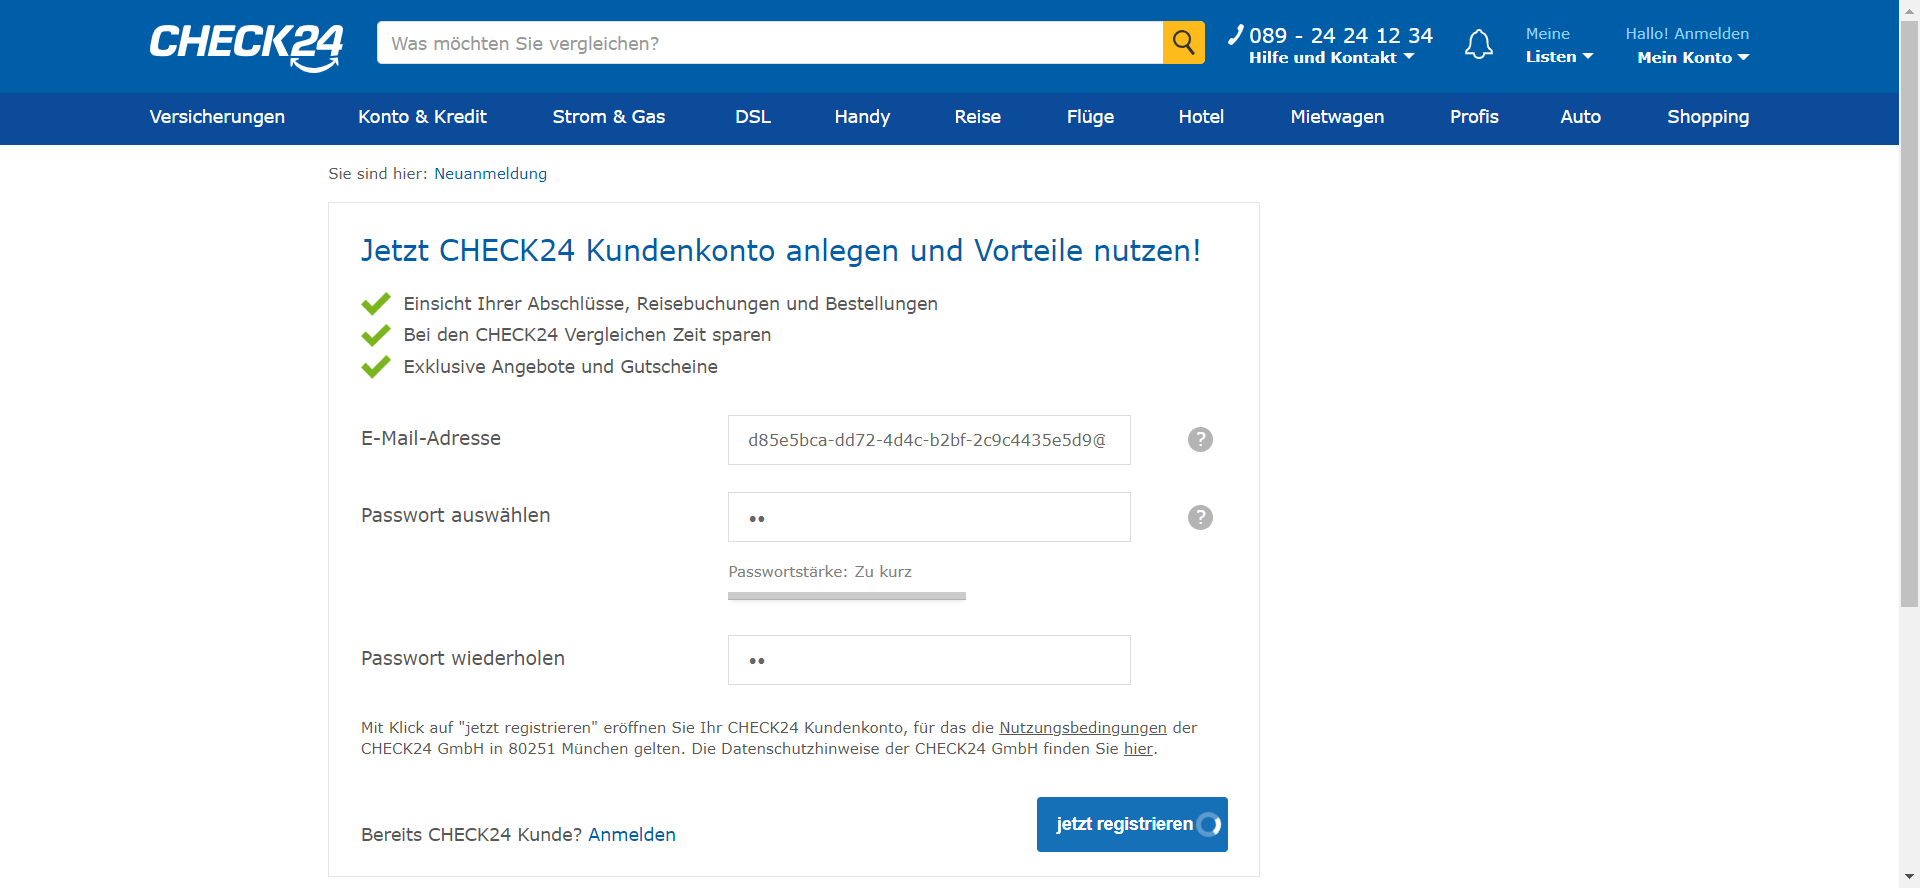 CHECK24
Was möchten Sie vergleichen?
089 - 24 24 12 34
Hilfe und Kontakt
Meine
Listen
Hallo! Anmelden
Mein Konto
Versicherungen Konto & Kredit Strom & Gas DSL Handy Reise Flüge Hotel Mietwagen Profis Auto Shopping
Sie sind hier: Neuanmeldung
Jetzt CHECK24 Kundenkonto anlegen und Vorteile nutzen!
Einsicht Ihrer Abschlüsse, Reisebuchungen und Bestellungen
Bei den CHECK24 Vergleichen Zeit sparen
Exklusive Angebote und Gutscheine
E-Mail-Adresse d85e5bca-dd72-4d4c-b2bf-2c9c4435e5d9@ ?
Passwort auswählen •• ?
Passwortstärke: Zu kurz
Passwort wiederholen ••
Mit Klick auf "jetzt registrieren" eröffnen Sie Ihr CHECK24 Kundenkonto, für das die Nutzungsbedingungen der
CHECK24 GmbH in 80251 München gelten. Die Datenschutzhinweise der CHECK24 GmbH finden Sie hier.
Bereits CHECK24 Kunde? Anmelden
jetzt registrieren